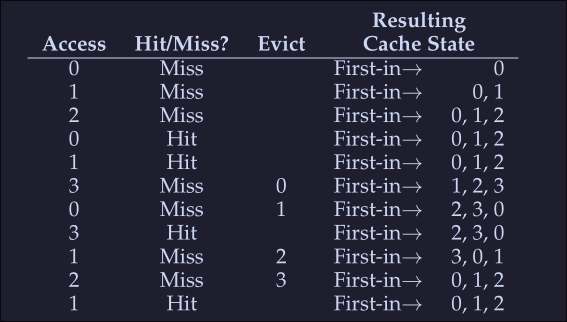 Resulting
Access Hit/Miss? Evict Cache State
0 Miss First-in→ 0
1 Miss First-in→ 0, 1
2 Miss First-in→ 0, 1, 2
0 Hit First-in→ 0, 1, 2
1 Hit First-in→ 0, 1, 2
3 Miss 0 First-in→ 1, 2, 3
0 Miss 1 First-in→ 2, 3, 0
3 Hit First-in→ 2, 3, 0
1 Miss 2 First-in→ 3, 0, 1
2 Miss 3 First-in→ 0, 1, 2
1 Hit First-in→ 0, 1, 2